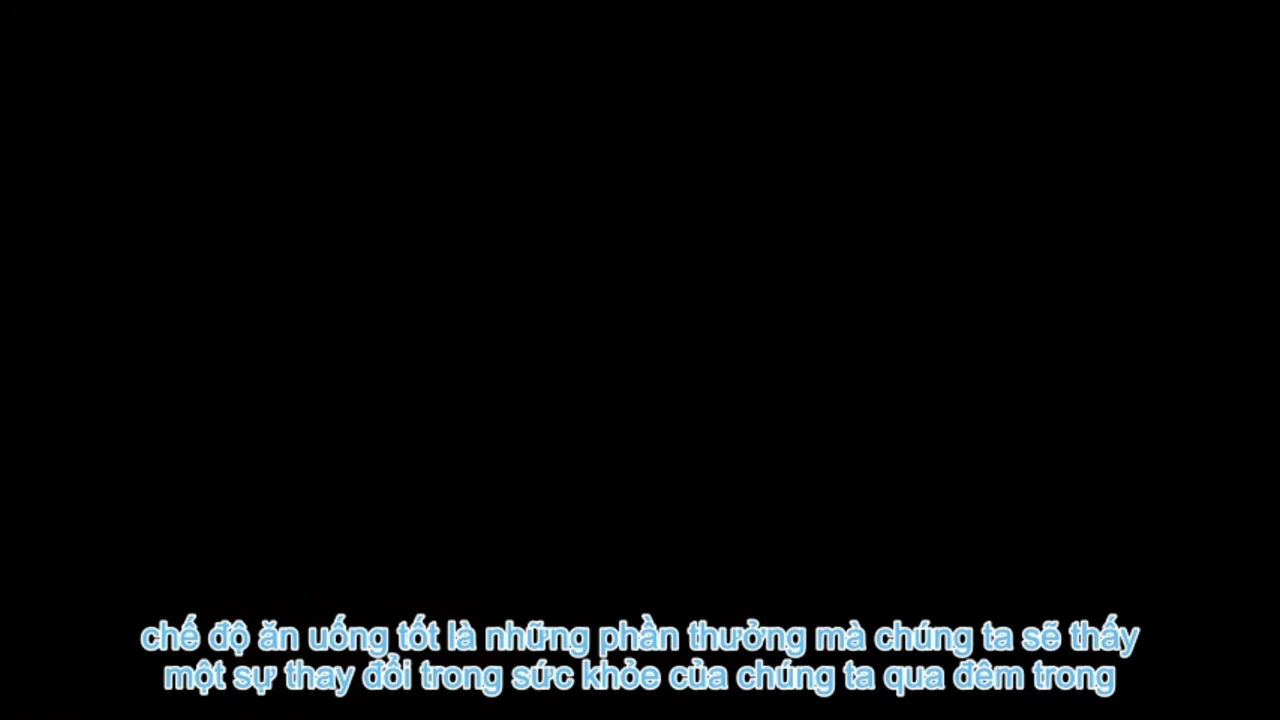 chế độ ăn uống tốt là những phần thưởng mà chúng ta sẽ thấy
một sự thay đổi trong sức khỏe của chúng ta qua đêm trong